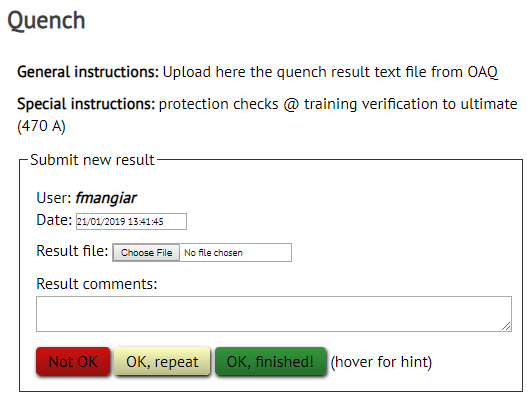 Quench
General instructions: Upload here the quench result text file from OAQ
Special instructions: protection checks @ training verification to ultimate
(470 A)
Submit new result
User: fmangiar
Date: 21/01/2019 13:41:45
Result file: Choose File No file chosen
Result comments:
Not OK OK, repeat OK, finished! (hover for hint)